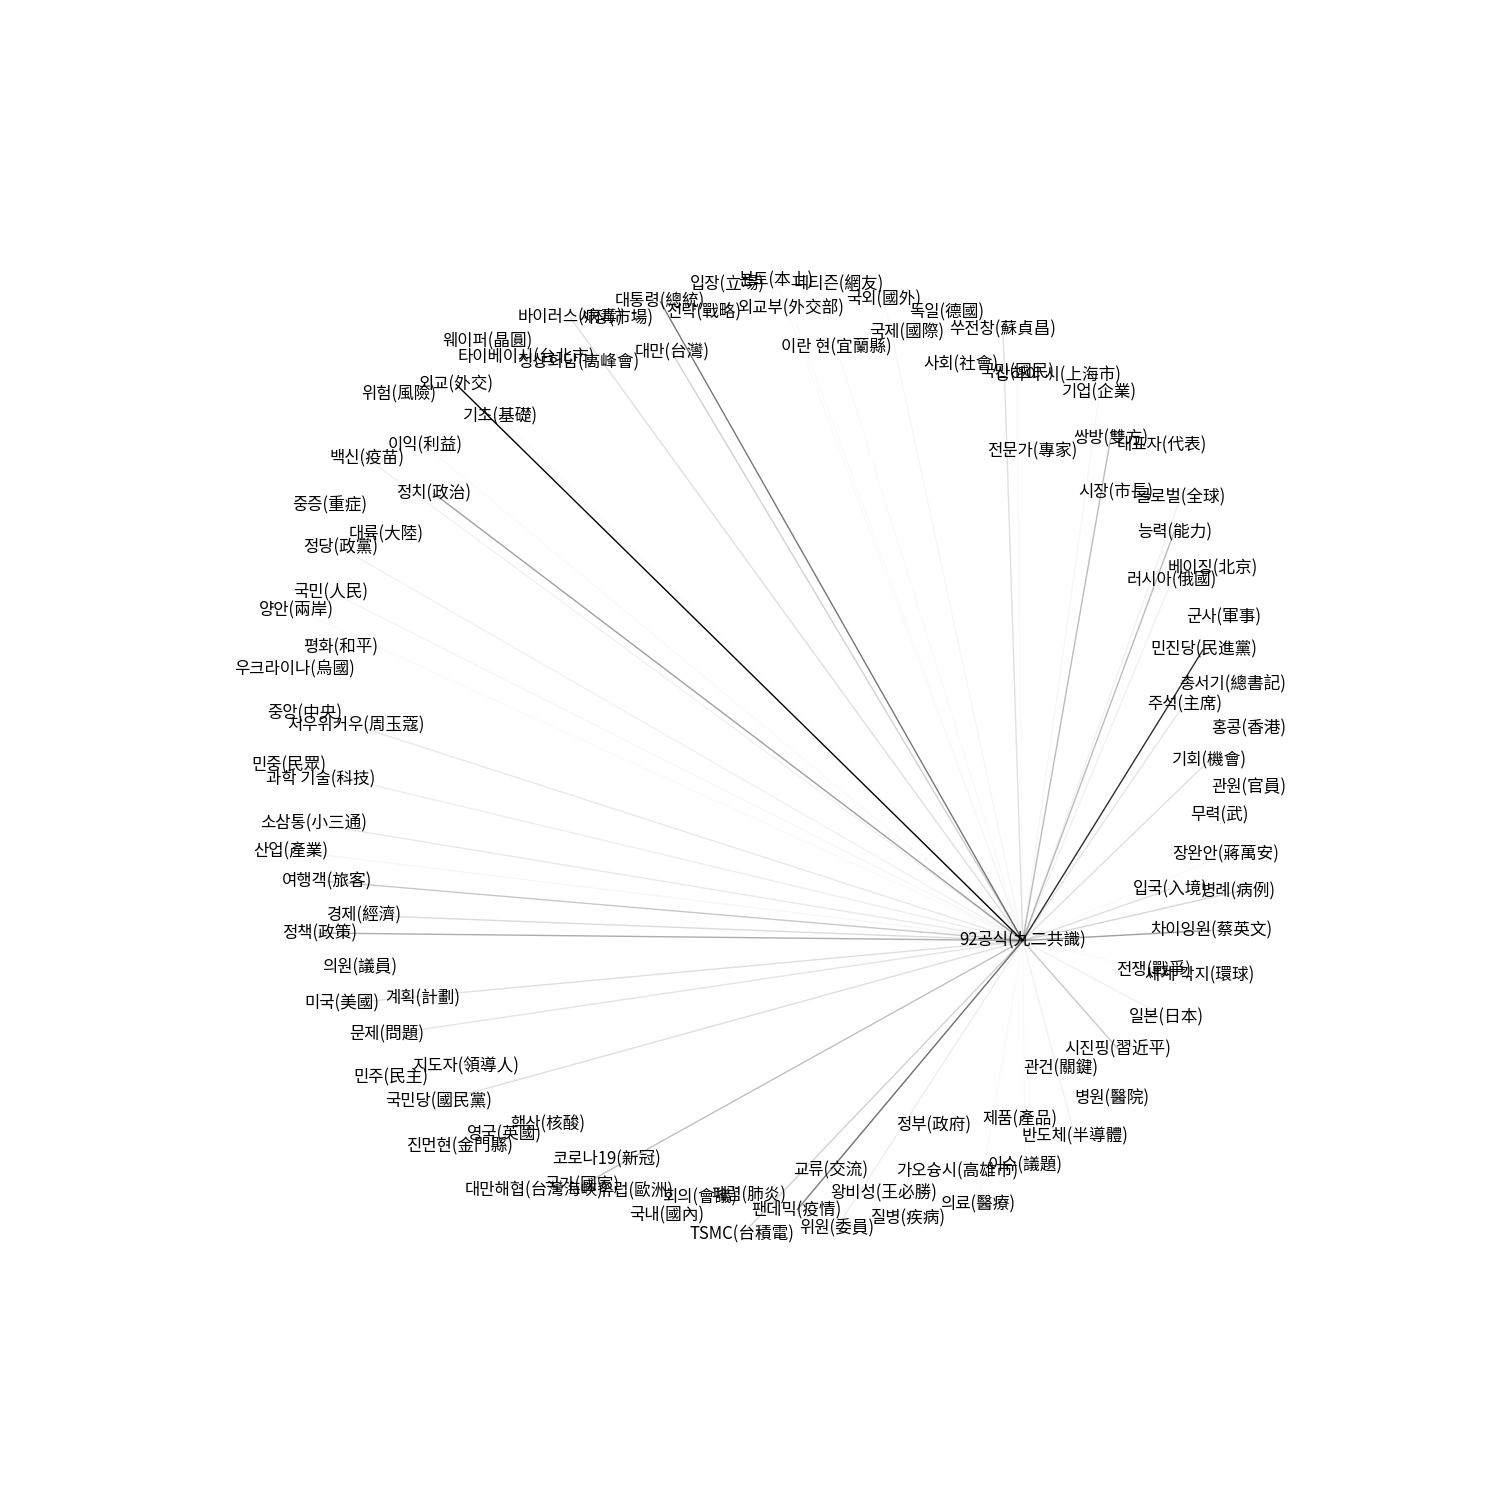 본토(本土)
입장(立場)
네티즌(網友)
국외(國外)
대통령(總統)
외교부(外交部)
전략(戰略)
독일(德國)
바이러스(病毒)
시장(市場)
쑤전창(蘇貞昌)
국제(國際)
웨이퍼(晶圓)
이란 현(宜蘭縣)
대만(台灣)
타이베이시(台北市)
정상회담(高峰會)
사회(社會)
국민(國民)
상하이 시(上海市)
외교(外交)
위험(風險)
기업(企業)
기초(基礎)
쌍방(雙方)
대표자(代表)
이익(利益)
전문가(專家)
백신(疫苗)
정치(政治)
시장(市長)
글로벌(全球)
중증(重症)
능력(能力)
대륙(大陸)
정당(政黨)
베이징(北京)
러시아(俄國)
국민(人民)
양안(兩岸)
군사(軍事)
평화(和平)
민진당(民進黨)
우크라이나(烏國)
총서기(總書記)
주석(主席)
중앙(中央)
저우위커우(周玉蔻)
홍콩(香港)
민중(民眾)
기회(機會)
과학 기술(科技)
관원(官員)
무력(武)
소삼통(小三通)
산업(產業)
장완안(蔣萬安)
여행객(旅客)
입국(入境)
병례(病例)
경제(經濟)
정책(政策)
차이잉원(蔡英文)
92공식(九二共識)
의원(議員)
전쟁(戰爭)
세계 각지(環球)
미국(美國)
계획(計劃)
일본(日本)
문제(問題)
시진핑(習近平)
지도자(領導人)
관건(關鍵)
민주(民主)
국민당(國民黨)
병원(醫院)
핵산(核酸)
정부(政府)
제품(產品)
영국(英國)
반도체(半導體)
진먼현(金門縣)
코로나19(新冠)
이슈(議題)
교류(交流)
가오슝시(高雄市)
국가(國家)
대만해협(台灣海峽)
유럽(歐洲)
회의(會議)
폐렴(肺炎)
왕비성(王必勝)
의료(醫療)
팬데믹(疫情)
국내(國內)
질병(疾病)
위원(委員)
TSMC(台積電)